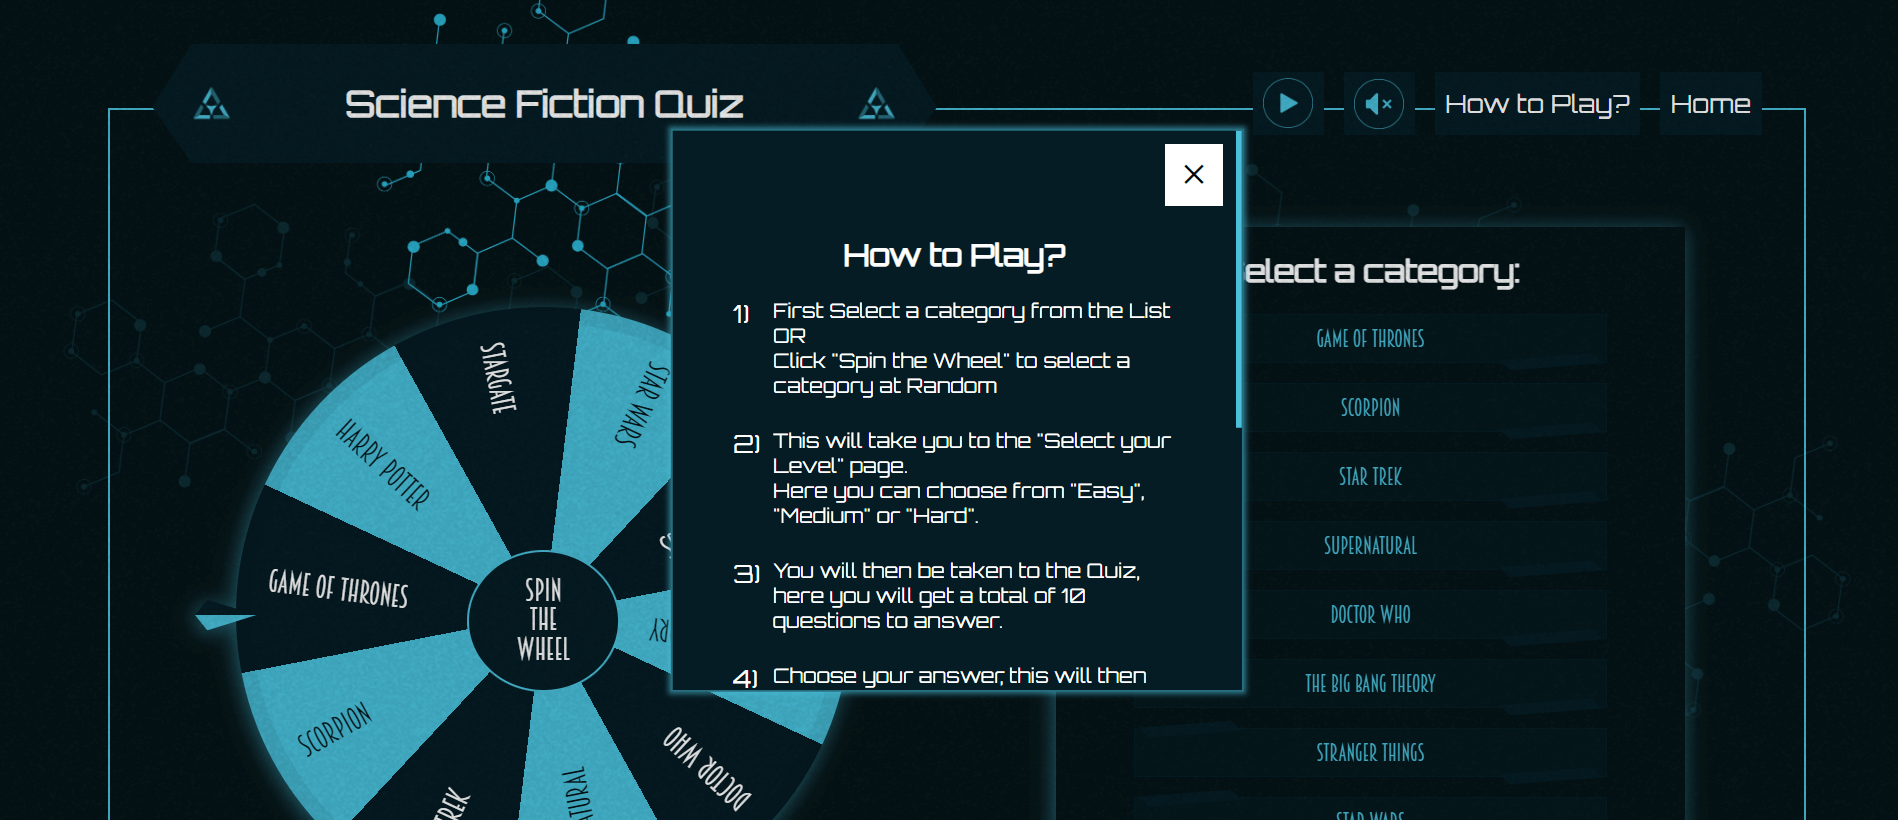 Science Fiction Quiz
How to Play?
Home
How to Play?
1) First Select a category from the List
OR
Click "Spin the Wheel" to select a
category at Random
2) This will take you to the "Select your
Level" page.
Here you can choose from "Easy",
"Medium" or "Hard".
3) You will then be taken to the Quiz,
here you will get a total of 10
questions to answer.
4) Choose your answer, this will then
elect a category:
GAME OF THRONES
SCORPION
STAR TREK
SUPERNATURAL
DOCTOR WHO
THE BIG BANG THEORY
STRANGER THINGS
STAR WARS
STARGATE
STAR WARS
HARRY POTTER
GAME OF THRONES
SPIN
THE
WHEEL
RY
SCORPION
TREK
ATURAL
DOCTOR WHO